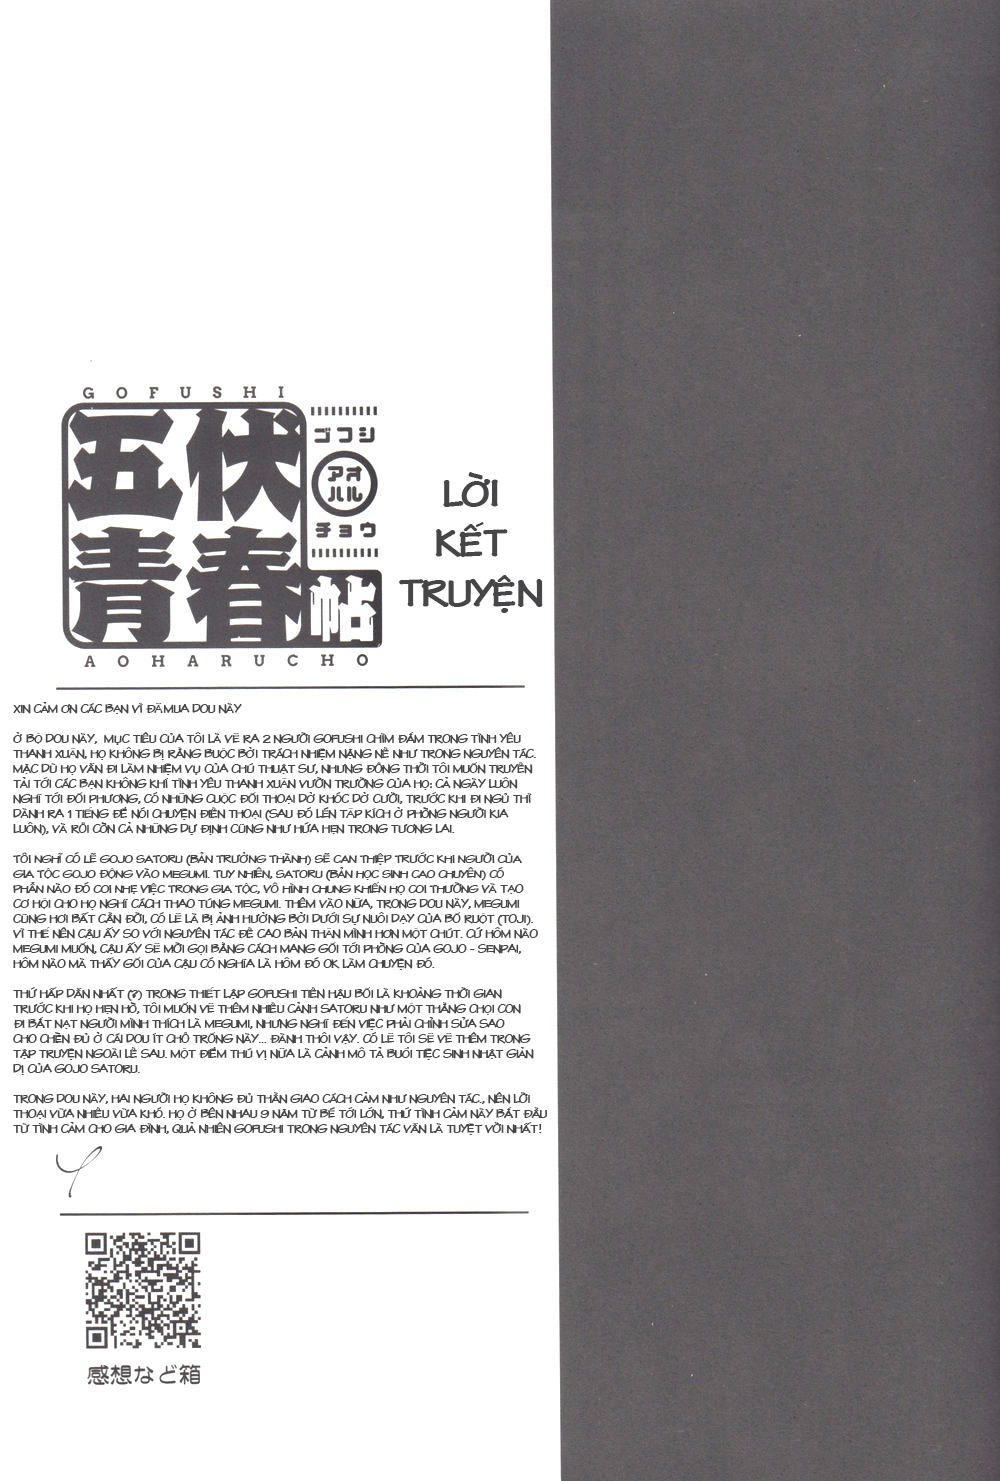 GOFUSHI
五伏
青春
帖
ゴフシ
アオ
ハル
チョウ
AOHARUCHO
LỜI
KẾT
TRUYỆN
XIN CẢM ƠN CÁC BẠN VÌ ĐÃ MUA DOU NÀY
Ở BỘ DOU NÀY, MỤC TIÊU CỦA TÔI LÀ VẼ RA 2 NGƯỜI GOFUSHI CHÌM ĐẮM TRONG TÌNH YÊU
THANH XUÂN, HỌ KHÔNG BỊ RÀNG BUỘC BỞI TRÁCH NHIỆM NẶNG NỀ NHƯ TRONG NGUYÊN TÁC.
MẶC DÙ HỌ VẪN ĐI LÀM NHIỆM VỤ CỦA CHÚ THUẬT SƯ, NHƯNG ĐỒNG THỜI TÔI MUỐN TRUYỀN
TẢI TỚI CÁC BẠN KHÔNG KHÍ TÌNH YÊU THANH XUÂN VƯỜN TRƯỜNG CỦA HỌ: CẢ NGÀY LUÔN
NGHĨ TỚI ĐỐI PHƯƠNG, CÓ NHỮNG CUỘC ĐỐI THOẠI DỞ KHÓC DỞ CƯỜI, TRƯỚC KHI ĐI NGỦ THÌ
DÀNH RA 1 TIẾNG ĐỂ NÓI CHUYỆN ĐIỆN THOẠI (SAU ĐÓ LẺN TẬP KÍCH Ở PHÒNG NGƯỜI KIA
LUÔN), VÀ RỒI CÒN CẢ NHỮNG DỰ ĐỊNH CŨNG NHƯ HỨA HẸN TRONG TƯƠNG LAI.
TÔI NGHĨ CÓ LẼ GOJO SATORU (BẢN TRƯỞNG THÀNH) SẼ CAN THIỆP TRƯỚC KHI NGƯỜI CỦA
GIA TỘC GOJO ĐỘNG VÀO MEGUMI. TUY NHIÊN, SATORU (BẢN HỌC SINH CAO CHUYÊN) CÓ
PHẦN NÀO ĐÓ COI NHẸ VIỆC TRONG GIA TỘC, VÔ HÌNH CHUNG KHIẾN HỌ COI THƯỜNG VÀ TẠO
CƠ HỘI CHO HỌ NGHĨ CÁCH THAO TÚNG MEGUMI. THÊM VÀO NỮA, TRONG DOU NÀY, MEGUMI
CŨNG HƠI BẤT CẦN ĐỜI, CÓ LẼ LÀ BỊ ẢNH HƯỞNG BỞI DƯỚI SỰ NUÔI DẠY CỦA BỐ RUỘT (TOJI).
VÌ THẾ NÊN CẬU ẤY SO VỚI NGUYÊN TÁC ĐỀ CAO BẢN THÂN MÌNH HƠN MỘT CHÚT. CỨ HÔM NÀO
MEGUMI MUỐN, CẬU ẤY SẼ MỜI GỌI BẰNG CÁCH MANG GỐI TỚI PHÒNG CỦA GOJO - SENPAI,
HÔM NÀO MÀ THẤY GỐI CỦA CẬU CÓ NGHĨA LÀ HÔM ĐÓ OK LÀM CHUYỆN ĐÓ.
THỨ HẤP DẪN NHẤT (?) TRONG THIẾT LẬP GOFUSHI TIỀN HẬU BỐI LÀ KHOẢNG THỜI GIAN
TRƯỚC KHI HỌ HẸN HÒ, TÔI MUỐN VẼ THÊM NHIỀU CẢNH SATORU NHƯ MỘT THẰNG CHỌI CON
ĐI BẮT NẠT NGƯỜI MÌNH THÍCH LÀ MEGUMI, NHƯNG NGHĨ ĐẾN VIỆC PHẢI CHỈNH SỬA SAO
CHO CHÈN ĐỦ Ở CÁI DOU ÍT CHỖ TRỐNG NÀY... ĐÀNH THÔI VẬY. CÓ LẼ TÔI SẼ VẼ THÊM TRONG
TẬP TRUYỆN NGOÀI LỀ SAU. MỘT ĐIỂM THÚ VỊ NỮA LÀ CẢNH MÔ TẢ BUỔI TIỆC SINH NHẬT GIẢN
DỊ CỦA GOJO SATORU.
TRONG DOU NÀY, HAI NGƯỜI HỌ KHÔNG ĐỦ THẦN GIAO CÁCH CẢM NHƯ NGUYÊN TÁC., NÊN LỜI
THOẠI VỪA NHIỀU VỪA KHÓ. HỌ Ở BÊN NHAU 9 NĂM TỪ BÉ TỚI LỚN, THỨ TÌNH CẢM NÀY BẮT ĐẦU
TỪ TÌNH CẢM CHO GIA ĐÌNH, QUẢ NHIÊN GOFUSHI TRONG NGUYÊN TÁC VẪN LÀ TUYỆT VỜI NHẤT!
感想など箱